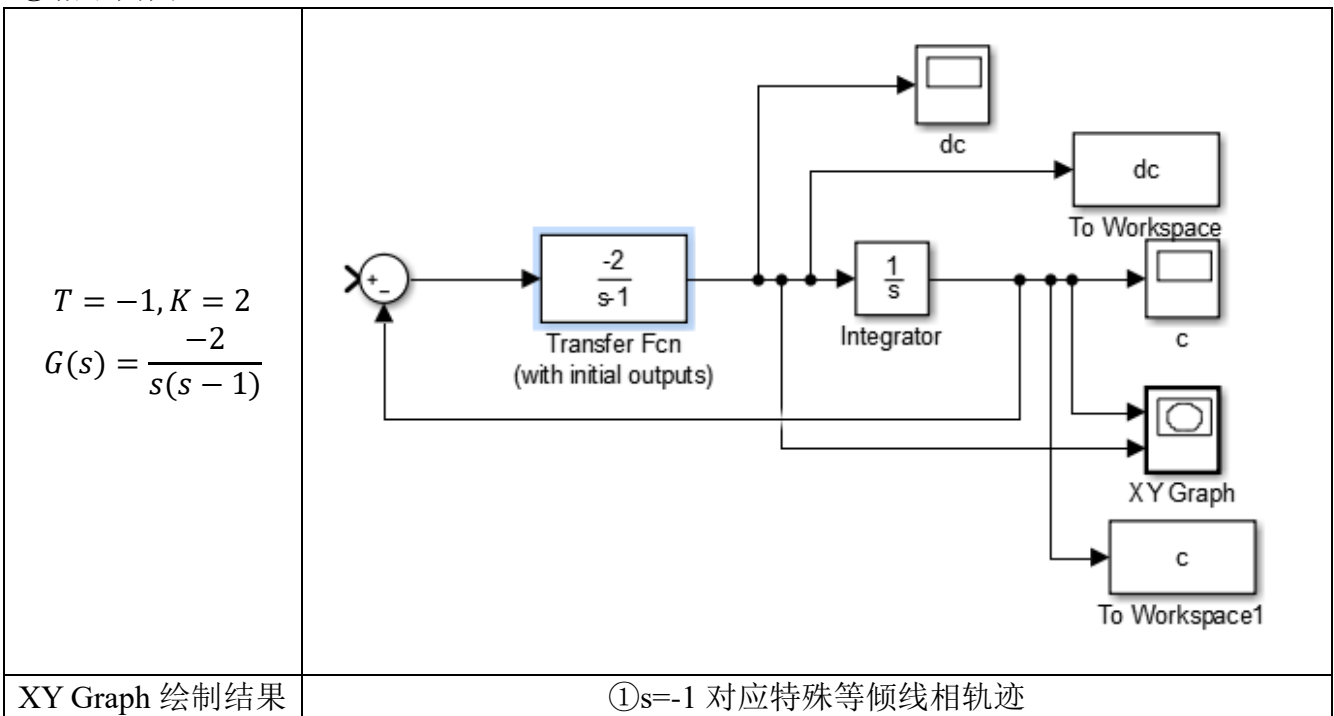 T = −1, K = 2
G(s) = −2 / s(s − 1)
dc
dc
To Workspace
+
−
-2
s-1
Transfer Fcn
(with initial outputs)
1
s
Integrator
c
XY Graph
c
To Workspace1
XY Graph 绘制结果
①s=-1 对应特殊等倾线相轨迹